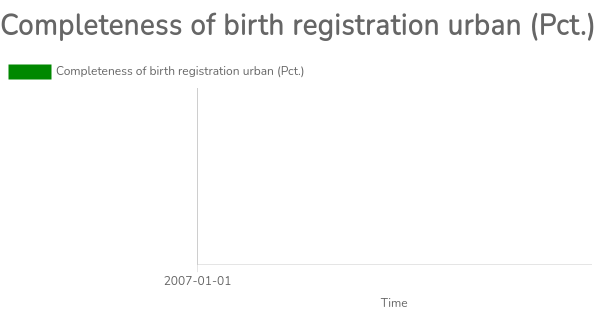 Completeness of birth registration urban (Pct.)
Completeness of birth registration urban (Pct.)
2007-01-01
Time